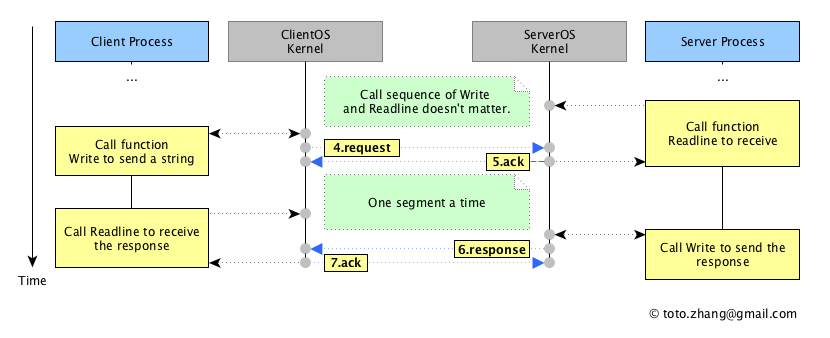 Client Process
ClientOS
Kernel
ServerOS
Kernel
Server Process
...
...
Call sequence of Write
and Readline doesn't matter.
Call function
Readline to receive
Call function
Write to send a string
4.request
5.ack
One segment a time
Call Readline to receive
the response
6.response
Call Write to send the
response
7.ack
Time
© toto.zhang@gmail.com